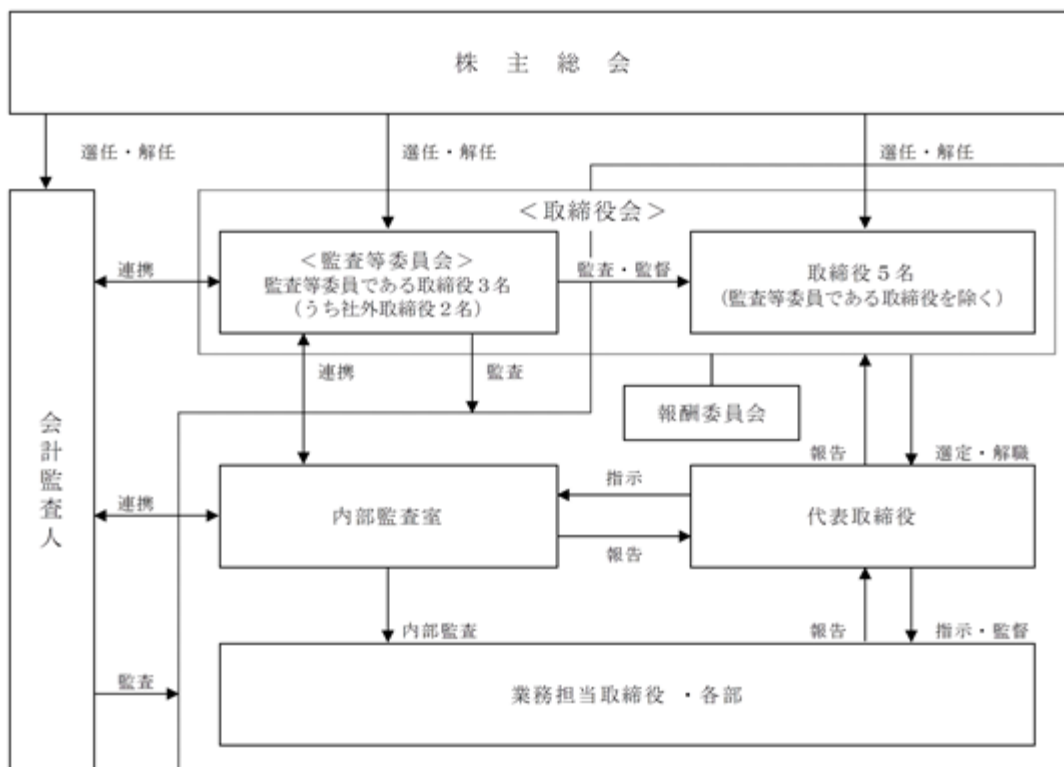 株 主 総 会
選任・解任
選任・解任
選任・解任
＜取締役会＞
＜監査等委員会＞
監査等委員である取締役３名
（うち社外取締役２名）
連携
監査・監督
取締役５名
（監査等委員である取締役を除く）
連携
監査
報酬委員会
会計監査人
報告
選定・解職
連携
内部監査室
指示
報告
代表取締役
内部監査
報告
指示・監督
監査
業務担当取締役 ・各部